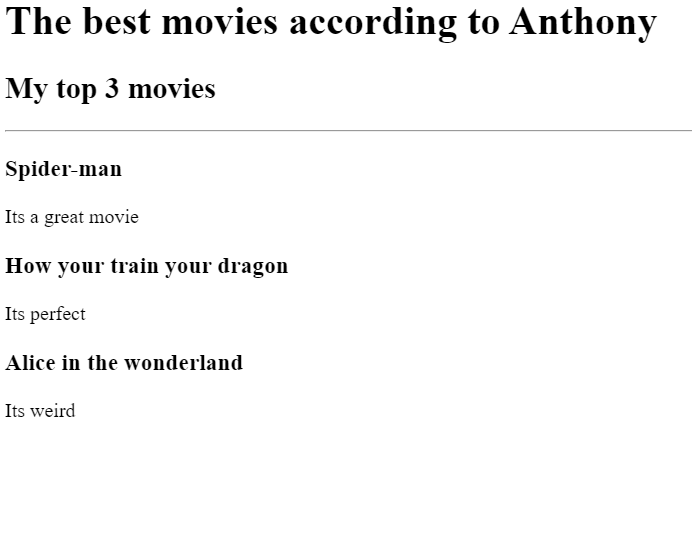 The best movies according to Anthony
My top 3 movies
Spider-man
Its a great movie
How your train your dragon
Its perfect
Alice in the wonderland
Its weird